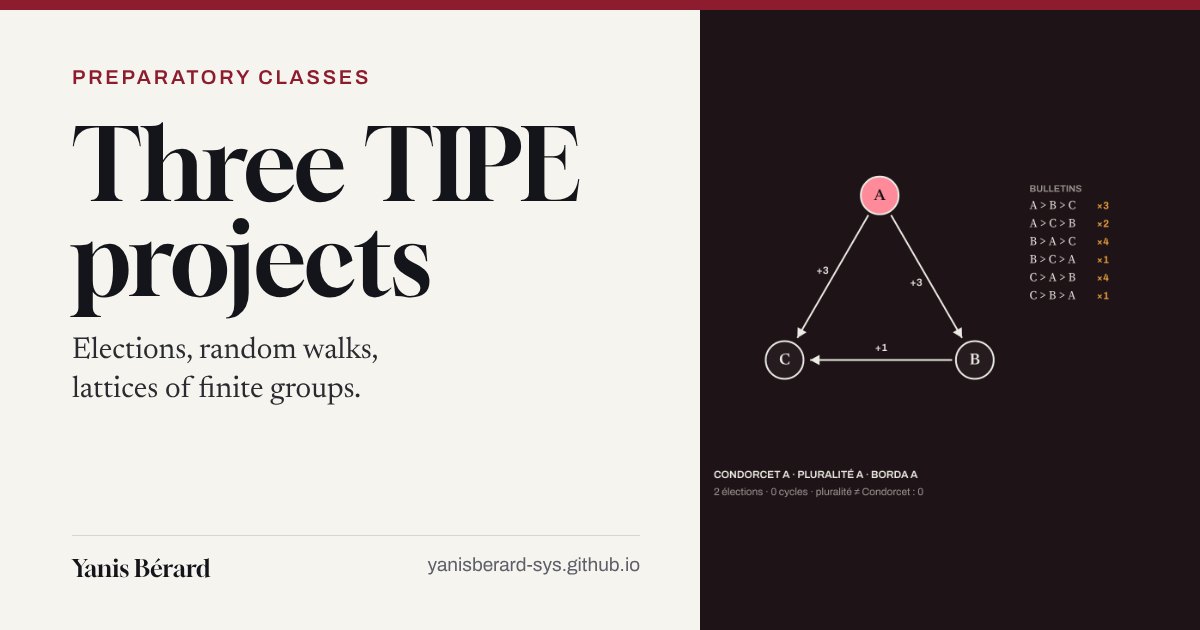 PREPARATORY CLASSES
Three TIPE
projects
Elections, random walks,
lattices of finite groups.
Yanis Bérard
yanisberard-sys.github.io
A
+3
+3
C
+1
B
BULLETINS
A > B > C ×3
A > C > B ×2
B > A > C ×4
B > C > A ×1
C > A > B ×4
C > B > A ×1
CONDORCET A · PLURALITÉ A · BORDA A
2 élections · 0 cycles · pluralité ≠ Condorcet : 0